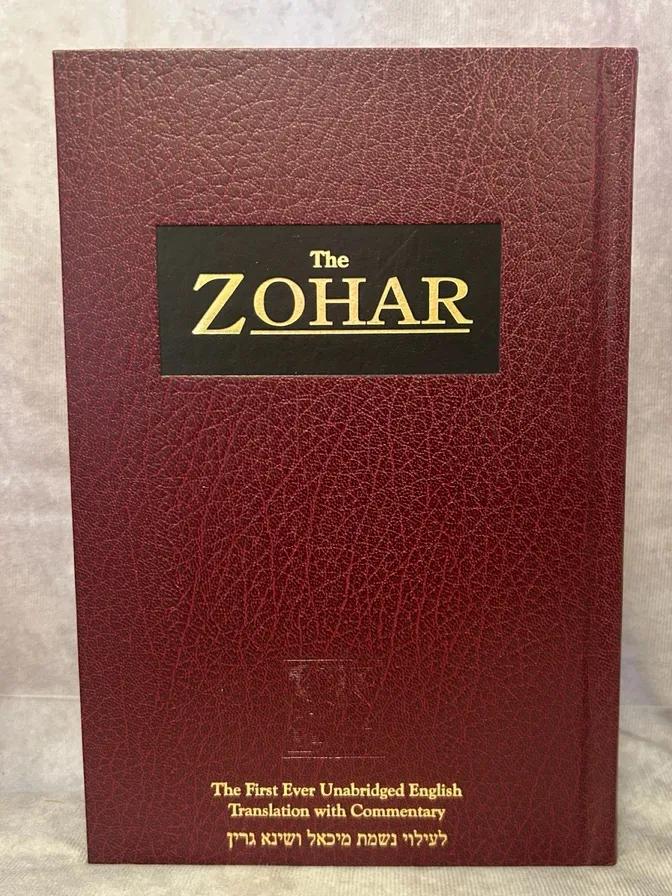 The
ZOHAR
The First Ever Unabridged English
Translation with Commentary
לעילוי נשמת מיכאל ושינא גרין